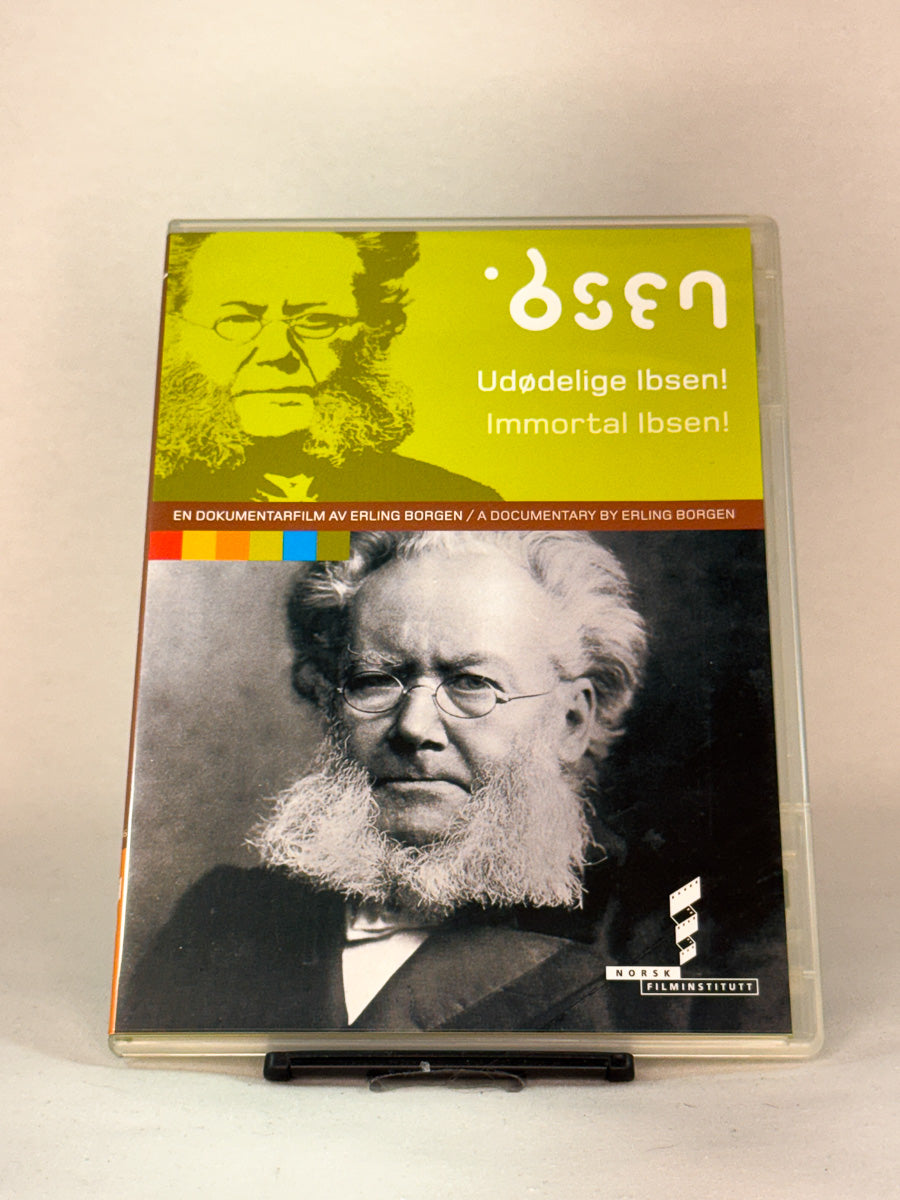 ibsen
Udødelige Ibsen!
Immortal Ibsen!
EN DOKUMENTARFILM AV ERLING BORGEN / A DOCUMENTARY BY ERLING BORGEN
NORSK
FILMINSTITUTT